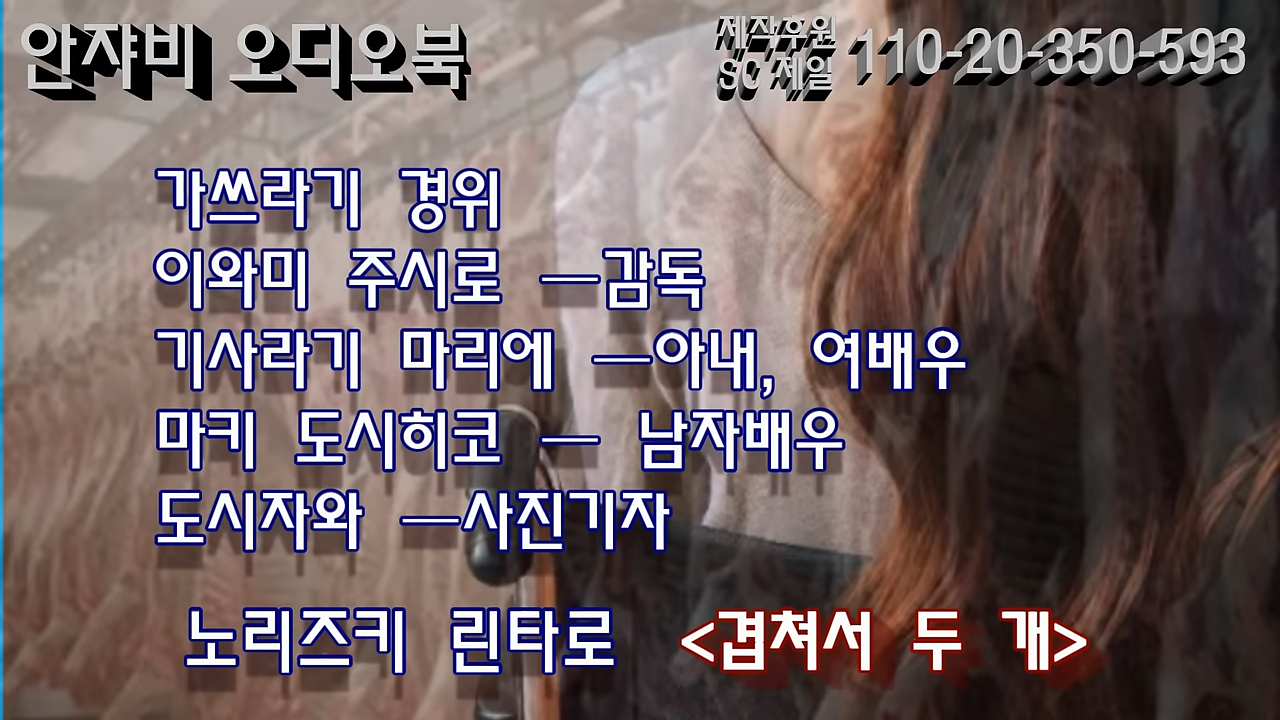 안쟈비 오디오북
제작후원
SC 제일
110-20-350-593
가쓰라기 경위
이와미 주시로 —감독
기사라기 마리에 —아내, 여배우
마키 도시히코 — 남자배우
도시자와 —사진기자
노리즈키 린타로 <겹쳐서 두 개>